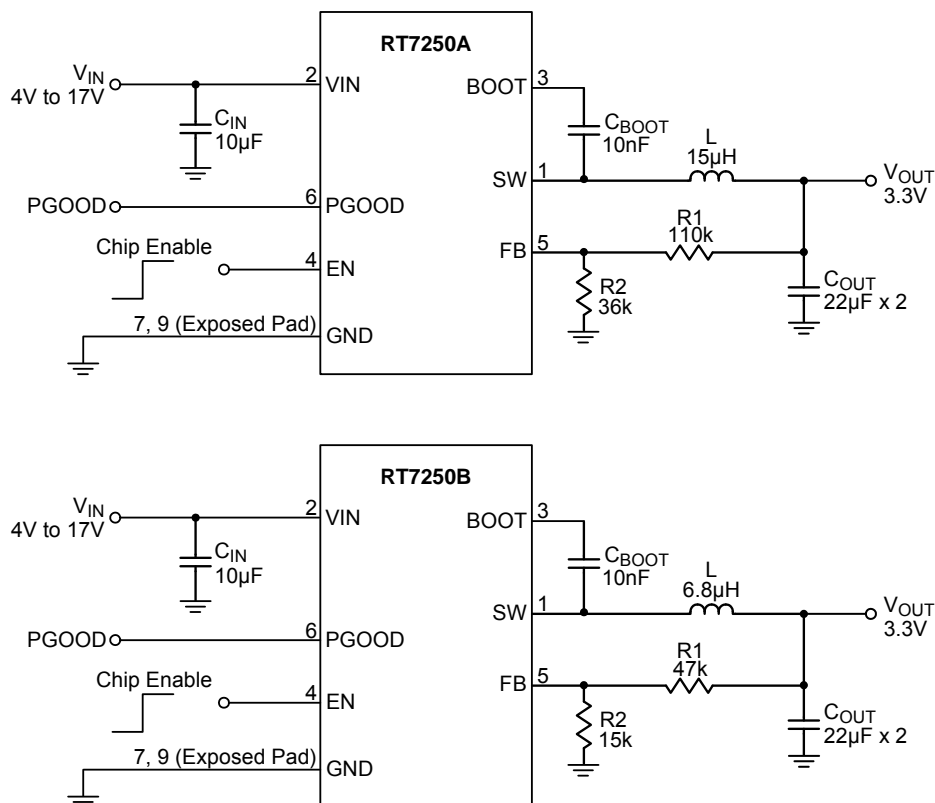 RT7250A
VIN
4V to 17V
CIN
10µF
2
VIN
BOOT
3
CBOOT
10nF
L
15µH
SW
1
VOUT
3.3V
PGOOD
6
PGOOD
R1
110k
FB
5
Chip Enable
4
EN
R2
36k
COUT
22µF x 2
7, 9 (Exposed Pad)
GND
RT7250B
VIN
4V to 17V
CIN
10µF
2
VIN
BOOT
3
CBOOT
10nF
L
6.8µH
SW
1
VOUT
3.3V
PGOOD
6
PGOOD
R1
47k
FB
5
Chip Enable
4
EN
R2
15k
COUT
22µF x 2
7, 9 (Exposed Pad)
GND